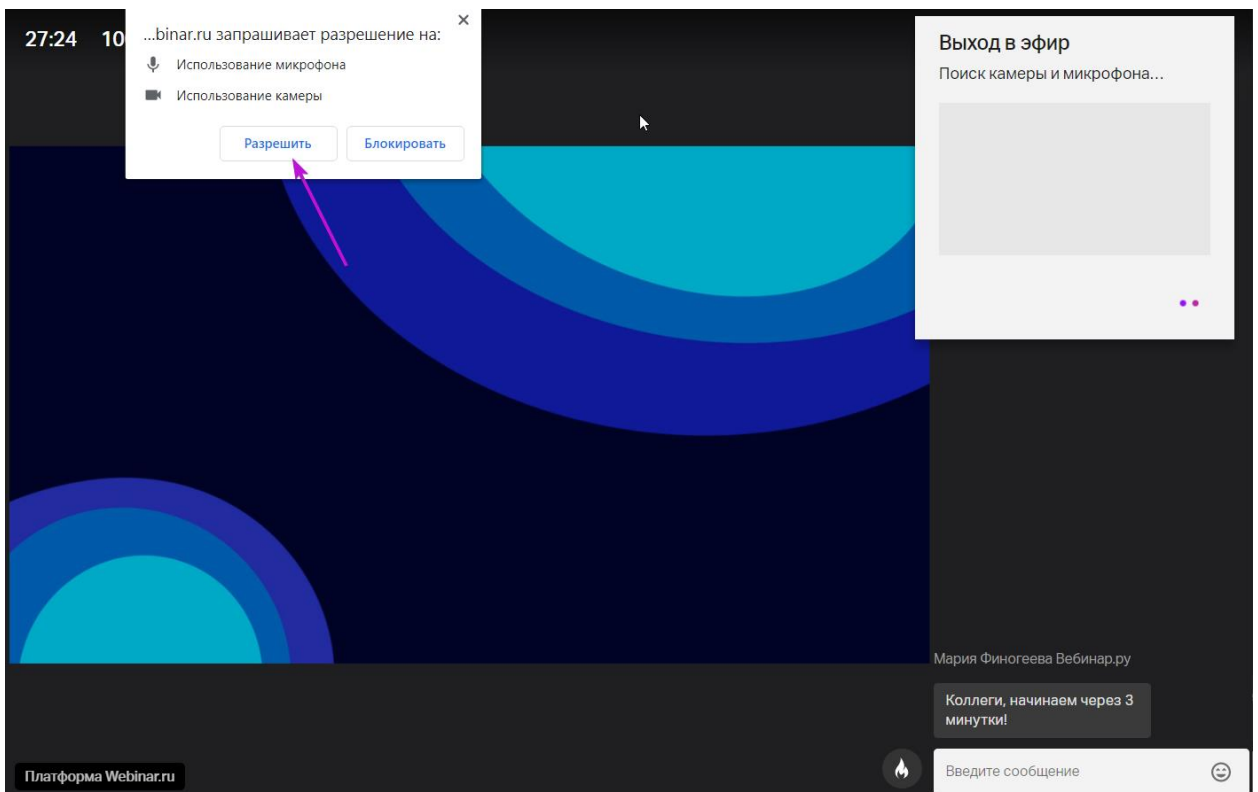 27:24 10
...binar.ru запрашивает разрешение на:
Использование микрофона
Использование камеры
Разрешить
Блокировать
Выход в эфир
Поиск камеры и микрофона...
Мария Финогеева Вебинар.ру
Коллеги, начинаем через 3
минутки!
Введите сообщение
Платформа Webinar.ru